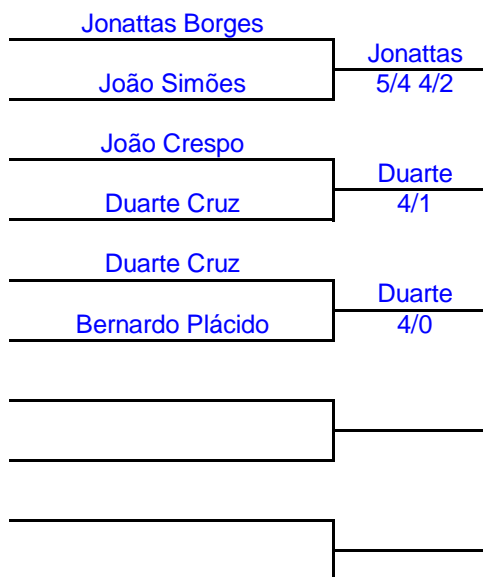 Jonattas Borges
Jonattas
João Simões
5/4 4/2
João Crespo
Duarte
Duarte Cruz
4/1
Duarte Cruz
Duarte
Bernardo Plácido
4/0